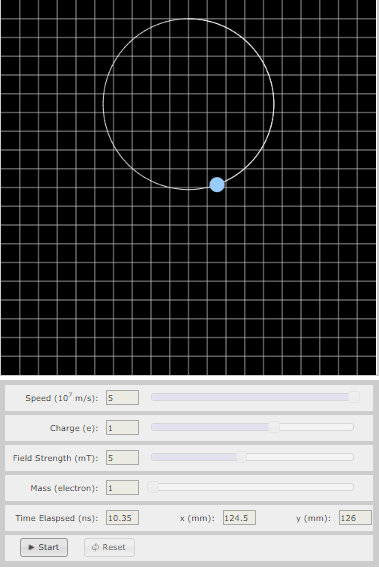 Speed (10⁷ m/s): 5
Charge (e): 1
Field Strength (mT): 5
Mass (electron): 1
Time Elaspsed (ns): 10.35 x (mm): 124.5 y (mm): 126
Start Reset